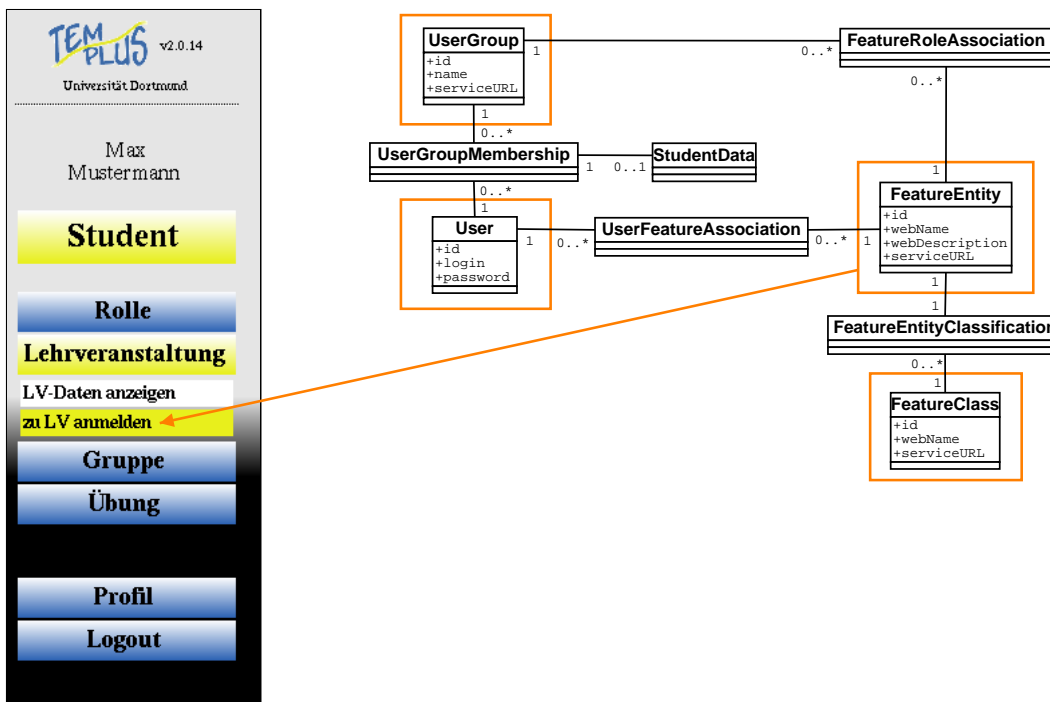 TEM
PLUS v2.0.14
Universität Dortmund
Max
Mustermann
Student
Rolle
Lehrveranstaltung
LV-Daten anzeigen
zu LV anmelden
Gruppe
Übung
Profil
Logout
UserGroup
+id
+name
+serviceURL
1
0..*
FeatureRoleAssociation
0..*
1
0..*
UserGroupMembership
1
0..1
StudentData
0..*
1
User
+id
+login
+password
1
0..*
UserFeatureAssociation
0..*
1
1
FeatureEntity
+id
+webName
+webDescription
+serviceURL
1
1
FeatureEntityClassification
0..*
1
FeatureClass
+id
+webName
+serviceURL